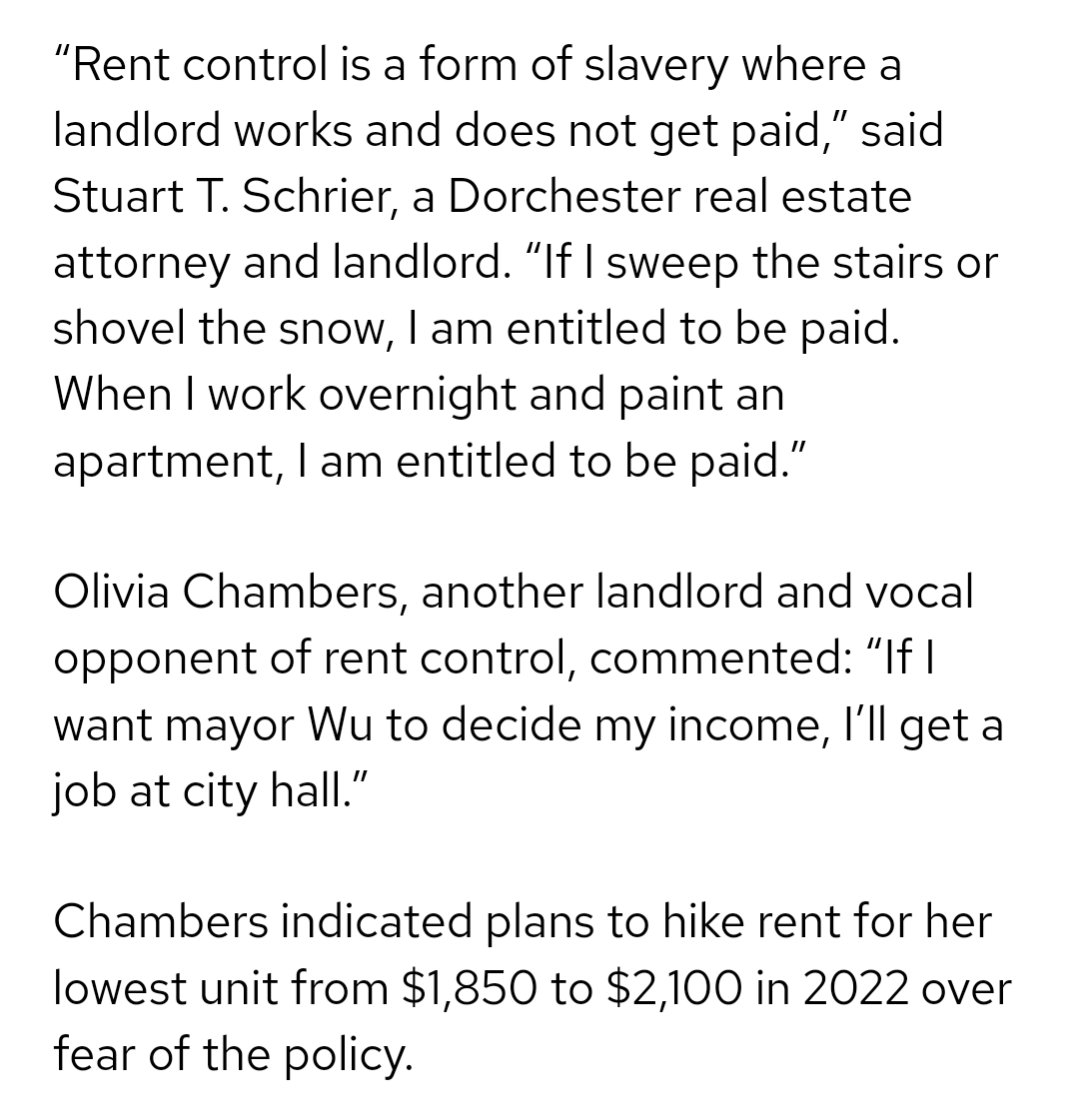 “Rent control is a form of slavery where a
landlord works and does not get paid,” said
Stuart T. Schrier, a Dorchester real estate
attorney and landlord. “If I sweep the stairs or
shovel the snow, I am entitled to be paid.
When I work overnight and paint an
apartment, I am entitled to be paid.”
Olivia Chambers, another landlord and vocal
opponent of rent control, commented: “If I
want mayor Wu to decide my income, I’ll get a
job at city hall.”
Chambers indicated plans to hike rent for her
lowest unit from $1,850 to $2,100 in 2022 over
fear of the policy.